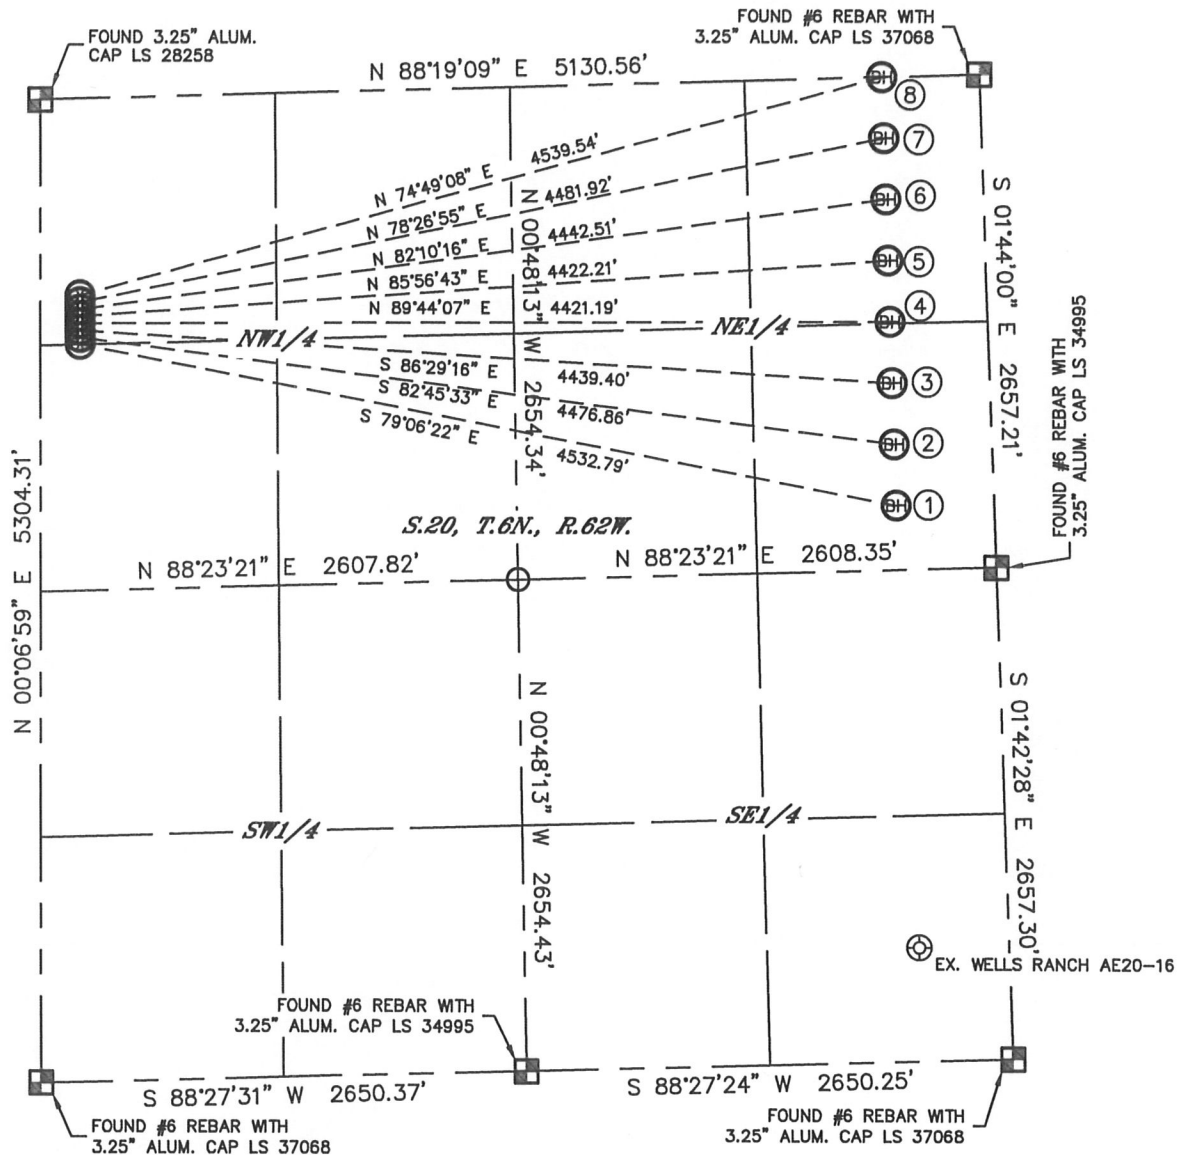 FOUND 3.25" ALUM.
CAP LS 28258
FOUND #6 REBAR WITH
3.25" ALUM. CAP LS 37068
N 88°19'09" E 5130.56'
BH 8
BH 7
BH 6
BH 5
BH 4
BH 3
BH 2
BH 1
N 74°49'08" E 4539.54'
N 78°26'55" E 4481.92'
N 82°10'16" E 4442.51'
N 85°56'43" E 4422.21'
N 89°44'07" E 4421.19'
S 86°29'16" E 4439.40'
S 82°45'33" E 4476.86'
S 79°06'22" E 4532.79'
NW1/4
NE1/4
N 00°48'13" W 2654.34'
S 01°44'00" E 2657.21'
FOUND #6 REBAR WITH
3.25" ALUM. CAP LS 34995
N 00°06'59" E 5304.31'
S.20, T.6N., R.62W.
N 88°23'21" E 2607.82'
N 88°23'21" E 2608.35'
N 00°48'13" W 2654.43'
S 01°42'28" E 2657.30'
SW1/4
SE1/4
EX. WELLS RANCH AE20-16
FOUND #6 REBAR WITH
3.25" ALUM. CAP LS 34995
S 88°27'31" W 2650.37'
S 88°27'24" W 2650.25'
FOUND #6 REBAR WITH
3.25" ALUM. CAP LS 37068
FOUND #6 REBAR WITH
3.25" ALUM. CAP LS 37068